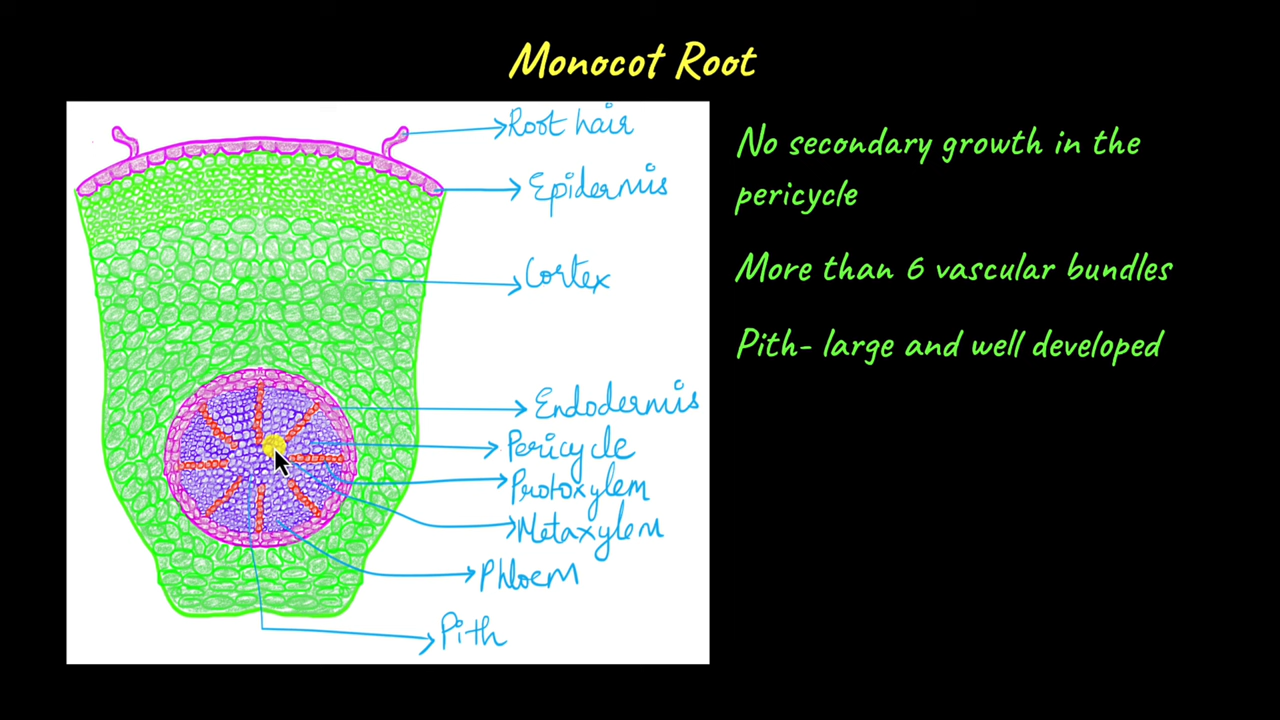 Monocot Root
Root hair
Epidermis
Cortex
Endodermis
Pericycle
Protoxylem
Metaxylem
Phloem
Pith
No secondary growth in the
pericycle
More than 6 vascular bundles
Pith- large and well developed